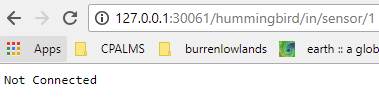 127.0.0.1:30061/hummingbird/in/sensor/1
Apps CPALMS burrenlowlands earth :: a glob
Not Connected